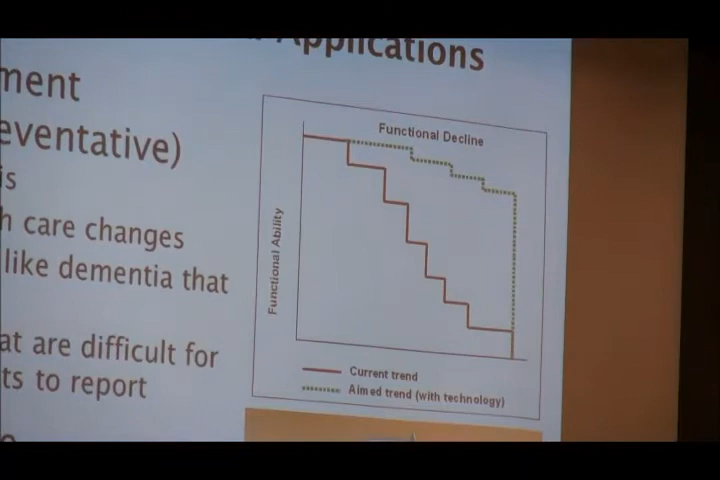 Applications
ment
eventative)
is
h care changes
like dementia that
at are difficult for
ts to report
Functional Decline
Functional Ability
Current trend
Aimed trend (with technology)